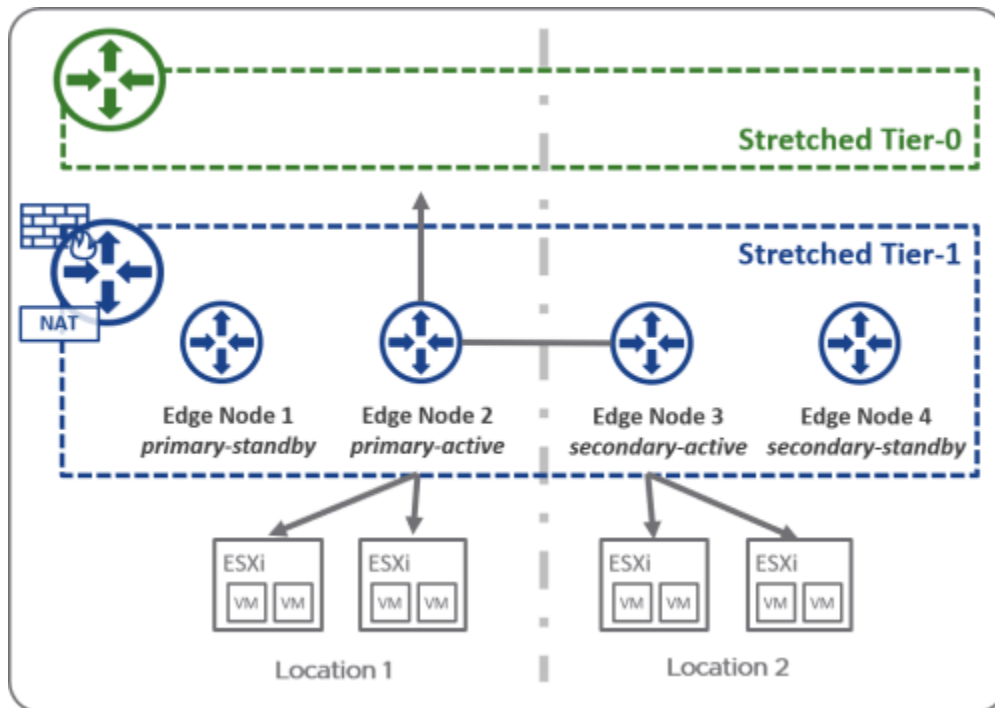 Stretched Tier-0
Stretched Tier-1
NAT
Edge Node 1
primary-standby
Edge Node 2
primary-active
Edge Node 3
secondary-active
Edge Node 4
secondary-standby
ESXi
VM VM
ESXi
VM VM
ESXi
VM VM
ESXi
VM VM
Location 1
Location 2